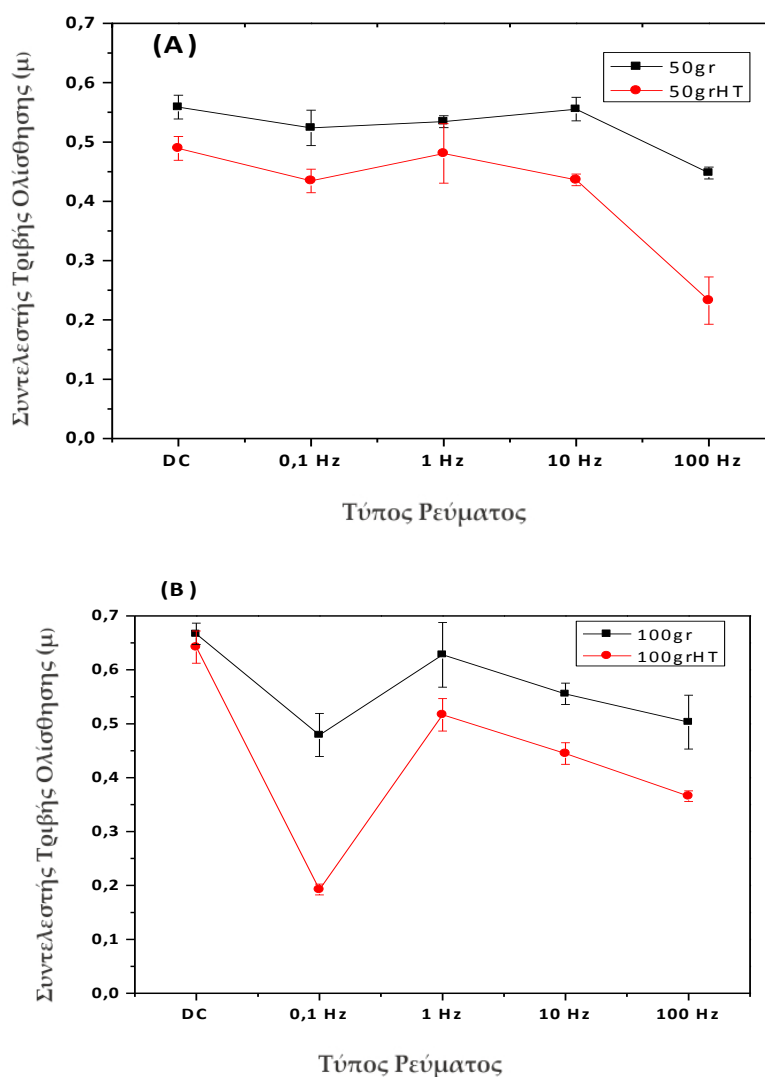 (A)
50gr
50grHT
Συντελεστής Τριβής Ολίσθησης (μ)
0,7
0,6
0,5
0,4
0,3
0,2
0,1
0,0
DC
0,1 Hz
1 Hz
10 Hz
100 Hz
Τύπος Ρεύματος
(B)
100gr
100grHT
Συντελεστής Τριβής Ολίσθησης (μ)
0,7
0,6
0,5
0,4
0,3
0,2
0,1
0,0
DC
0,1 Hz
1 Hz
10 Hz
100 Hz
Τύπος Ρεύματος